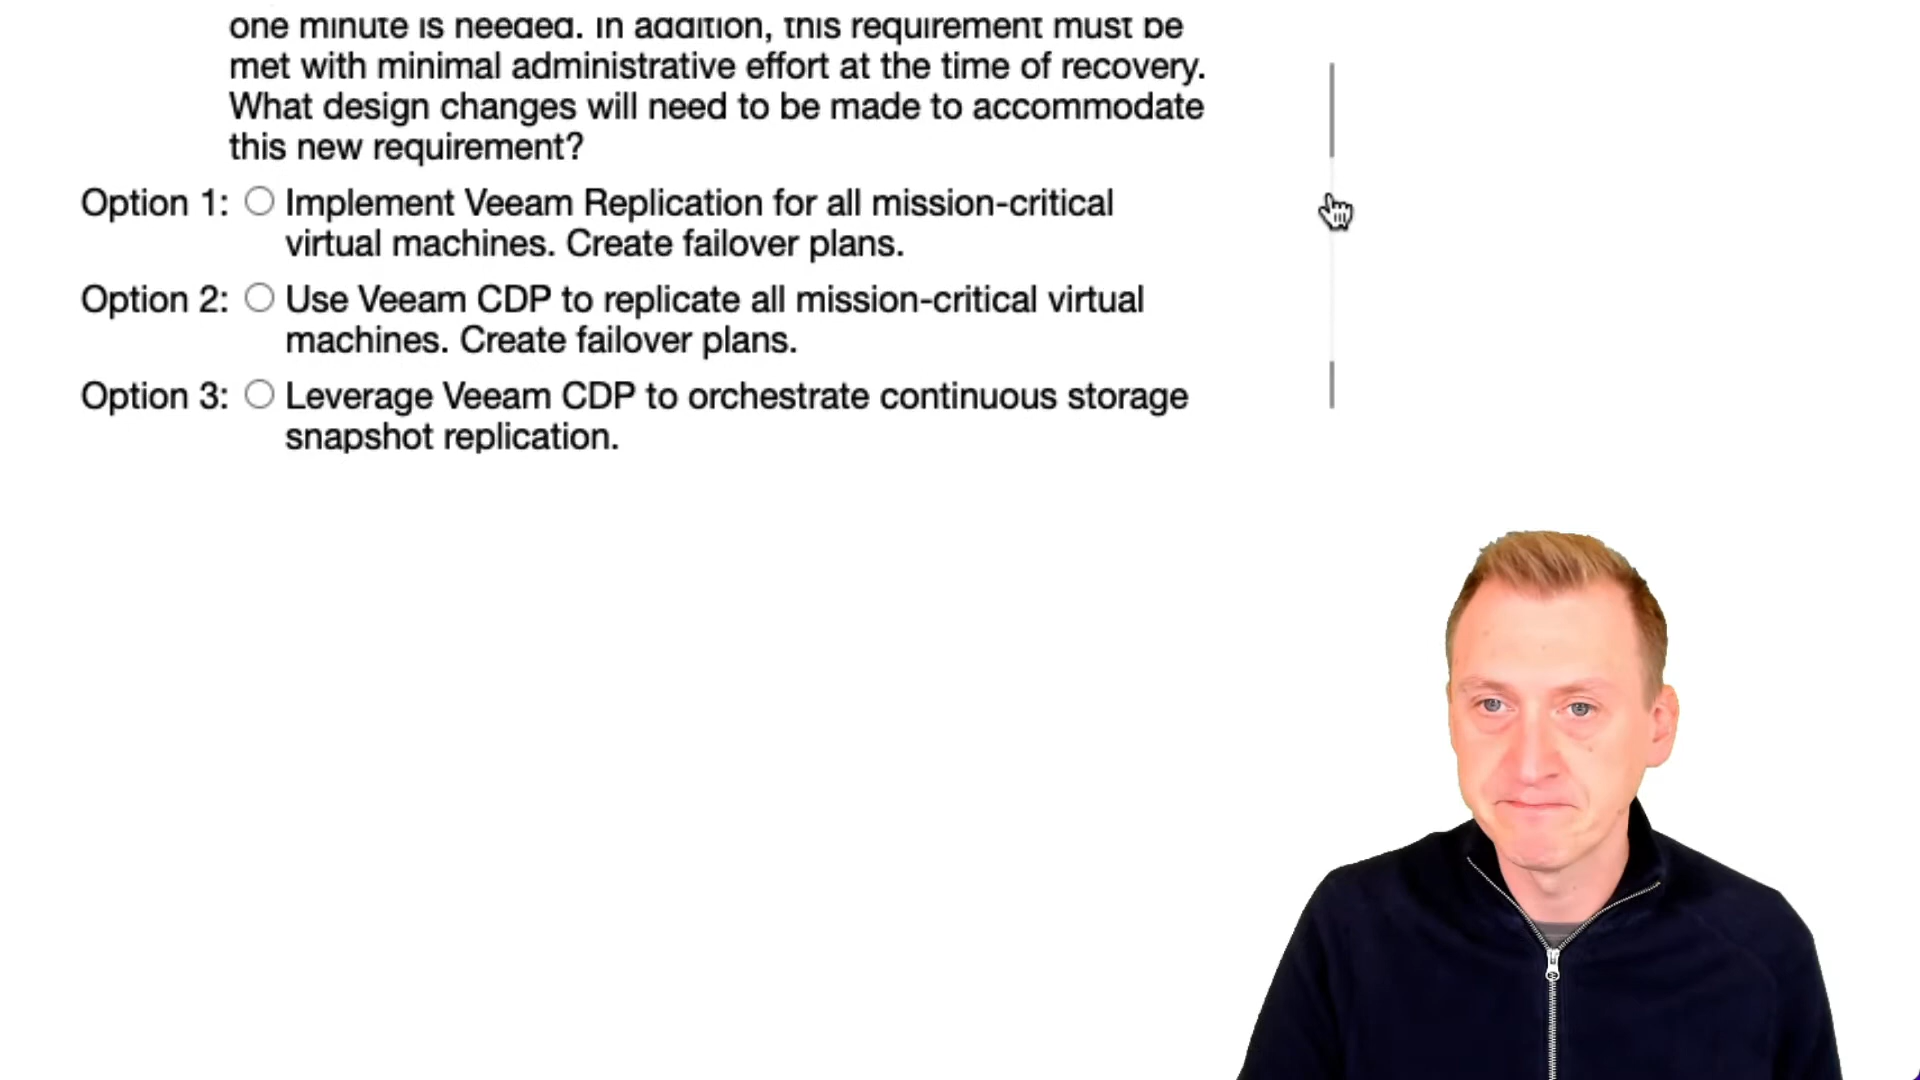 one minute is needed. In addition, this requirement must be
met with minimal administrative effort at the time of recovery.
What design changes will need to be made to accommodate
this new requirement?
Option 1: Implement Veeam Replication for all mission-critical
virtual machines. Create failover plans.
Option 2: Use Veeam CDP to replicate all mission-critical virtual
machines. Create failover plans.
Option 3: Leverage Veeam CDP to orchestrate continuous storage
snapshot replication.